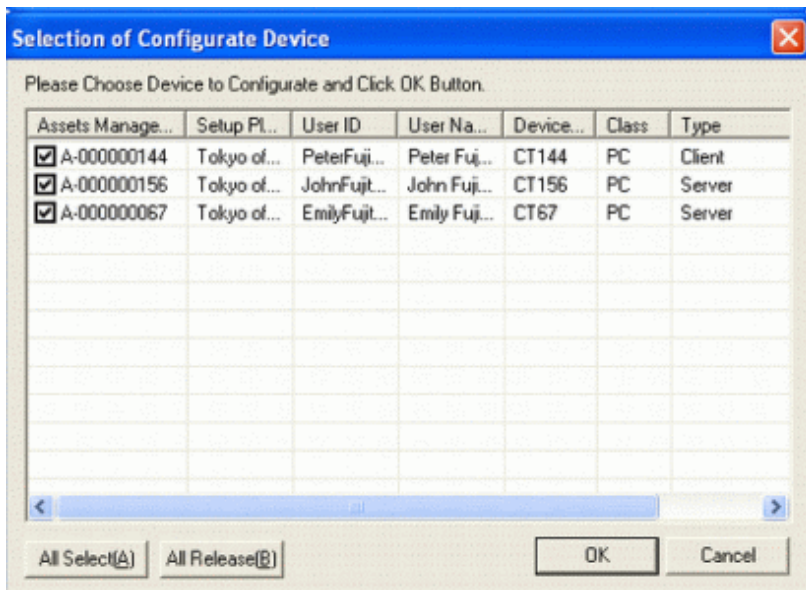 Selection of Configurate Device
Please Choose Device to Configurate and Click OK Button.
Assets Manage... Setup Pl... User ID User Na... Device... Class Type
A-000000144 Tokyo of... PeterFuji... Peter Fuj... CT144 PC Client
A-000000156 Tokyo of... JohnFujit... John Fuji... CT156 PC Server
A-000000067 Tokyo of... EmilyFujit... Emily Fuji... CT67 PC Server
All Select(A) All Release(B) OK Cancel